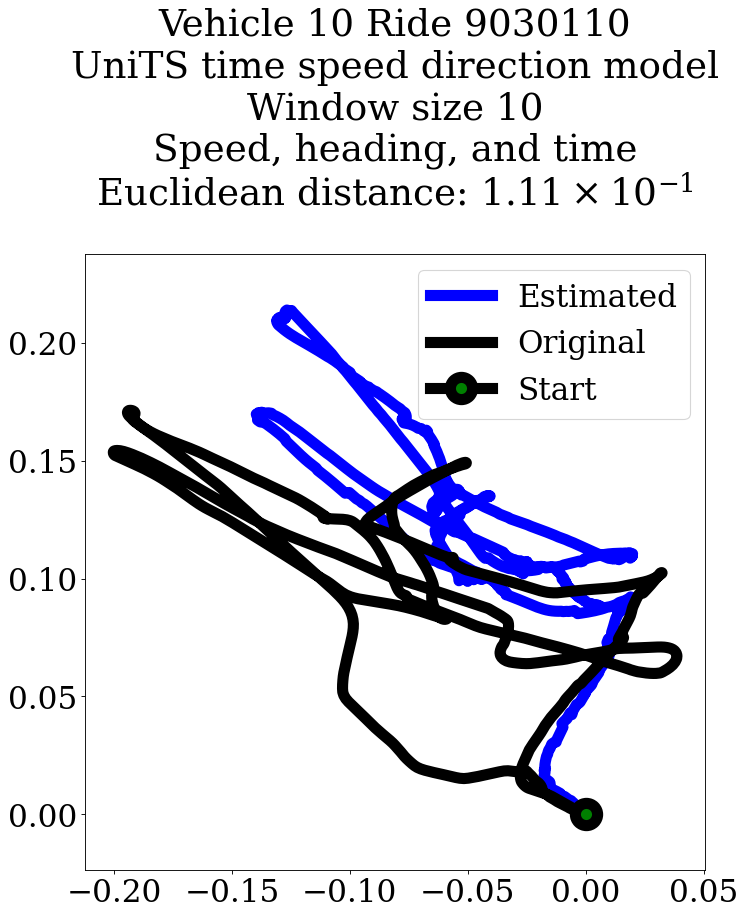 Vehicle 10 Ride 9030110
UniTS time speed direction model
Window size 10
Speed, heading, and time
Euclidean distance: 1.11 × 10⁻¹
Estimated
Original
Start
0.20
0.15
0.10
0.05
0.00
−0.20 −0.15 −0.10 −0.05 0.00 0.05